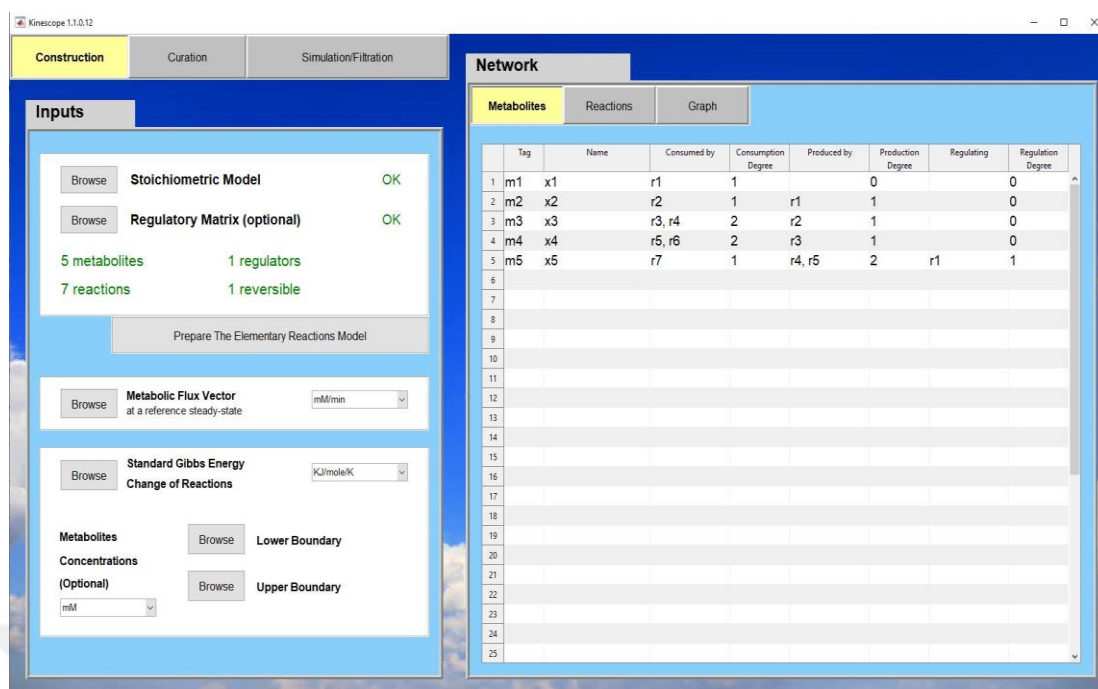 Kinescope 1.1.0.12
Construction Curation Simulation/Filtration
Inputs
Browse Stoichiometric Model OK
Browse Regulatory Matrix (optional) OK
5 metabolites 1 regulators
7 reactions 1 reversible
Prepare The Elementary Reactions Model
Browse Metabolic Flux Vector mM/min
at a reference steady-state
Browse Standard Gibbs Energy KJ/mole/K
Change of Reactions
Metabolites Browse Lower Boundary
Concentrations
(Optional) Browse Upper Boundary
mM
Network
Metabolites Reactions Graph
Tag Name Consumed by Consumption Degree Produced by Production Degree Regulating Regulation Degree
1 m1 x1 r1 1 0 0
2 m2 x2 r2 1 r1 1 0
3 m3 x3 r3, r4 2 r2 1 0
4 m4 x4 r5, r6 2 r3 1 0
5 m5 x5 r7 1 r4, r5 2 r1 1
6
7
8
9
10
11
12
13
14
15
16
17
18
19
20
21
22
23
24
25